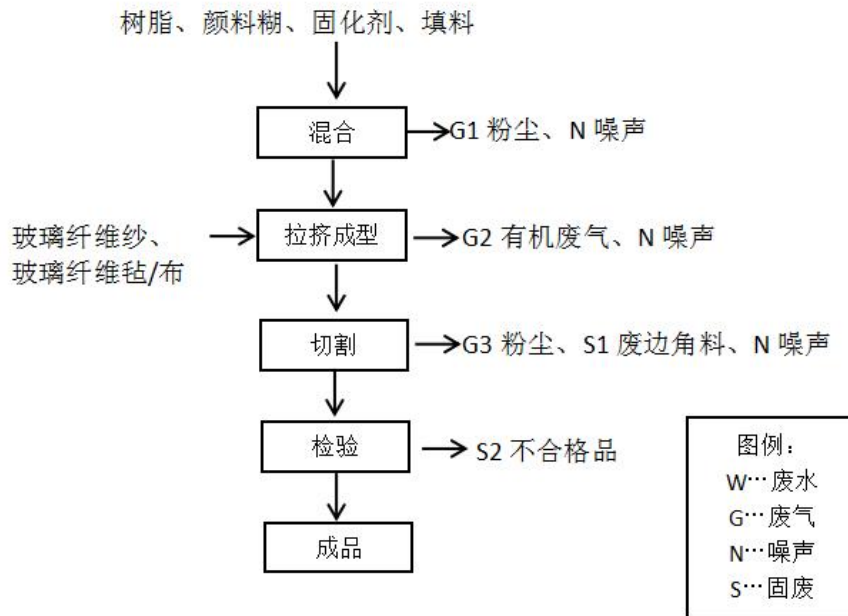 树脂、颜料糊、固化剂、填料
混合
G1 粉尘、N 噪声
玻璃纤维纱、
玻璃纤维毡/布
拉挤成型
G2 有机废气、N 噪声
切割
G3 粉尘、S1 废边角料、N 噪声
检验
S2 不合格品
成品
图例：
W…废水
G…废气
N…噪声
S…固废